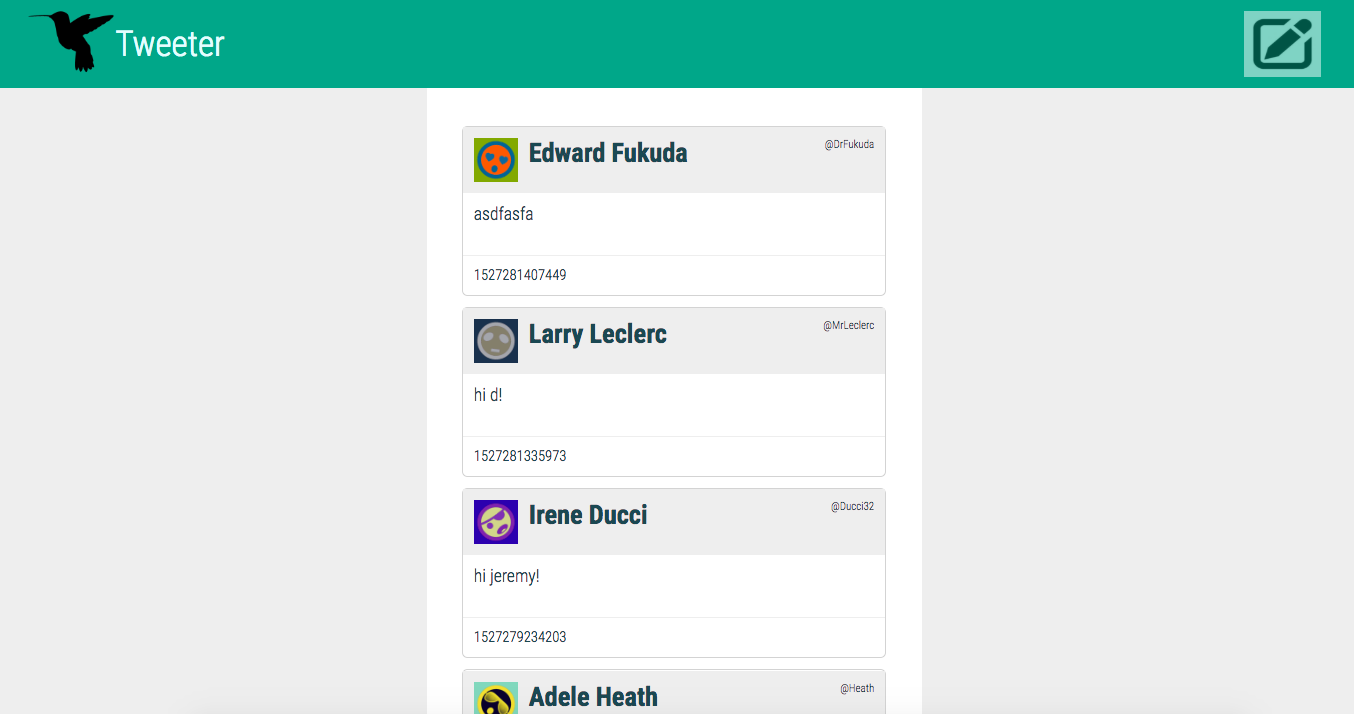 Tweeter
Edward Fukuda @DrFukuda
asdfasfa
1527281407449
Larry Leclerc @MrLeclerc
hi d!
1527281335973
Irene Ducci @Ducci32
hi jeremy!
1527279234203
Adele Heath @Heath